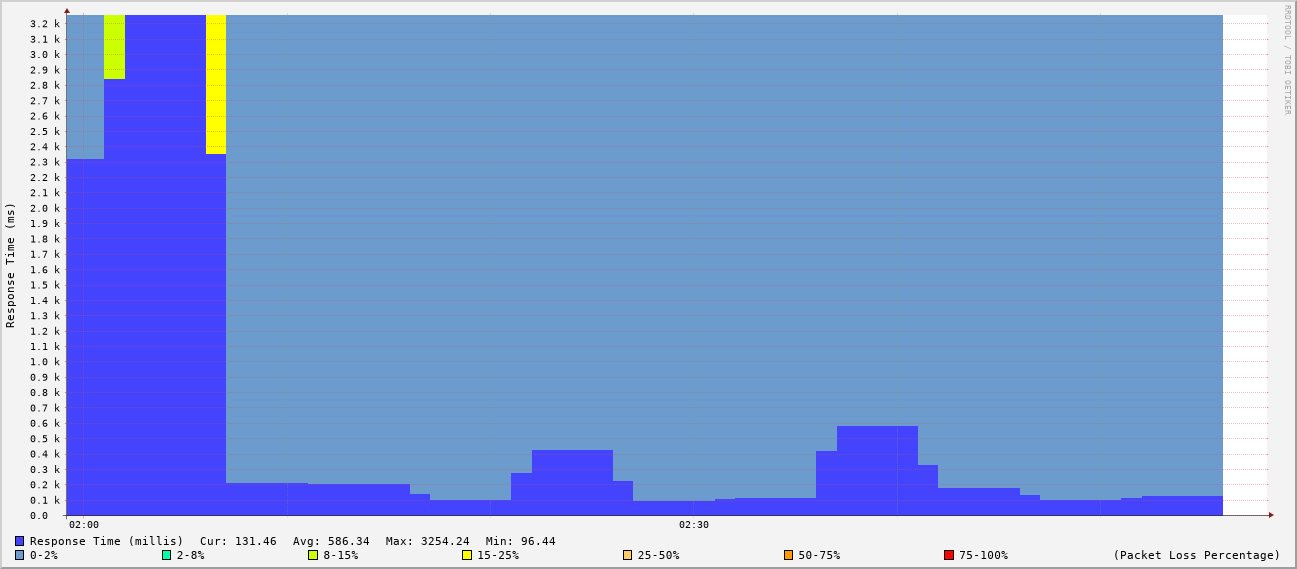 RRDTOOL / TOBI OETIKER
Response Time (ms)
3.2 k
3.1 k
3.0 k
2.9 k
2.8 k
2.7 k
2.6 k
2.5 k
2.4 k
2.3 k
2.2 k
2.1 k
2.0 k
1.9 k
1.8 k
1.7 k
1.6 k
1.5 k
1.4 k
1.3 k
1.2 k
1.1 k
1.0 k
0.9 k
0.8 k
0.7 k
0.6 k
0.5 k
0.4 k
0.3 k
0.2 k
0.1 k
0.0
02:00 02:30
Response Time (millis) Cur: 131.46 Avg: 586.34 Max: 3254.24 Min: 96.44
0-2% 2-8% 8-15% 15-25% 25-50% 50-75% 75-100% (Packet Loss Percentage)